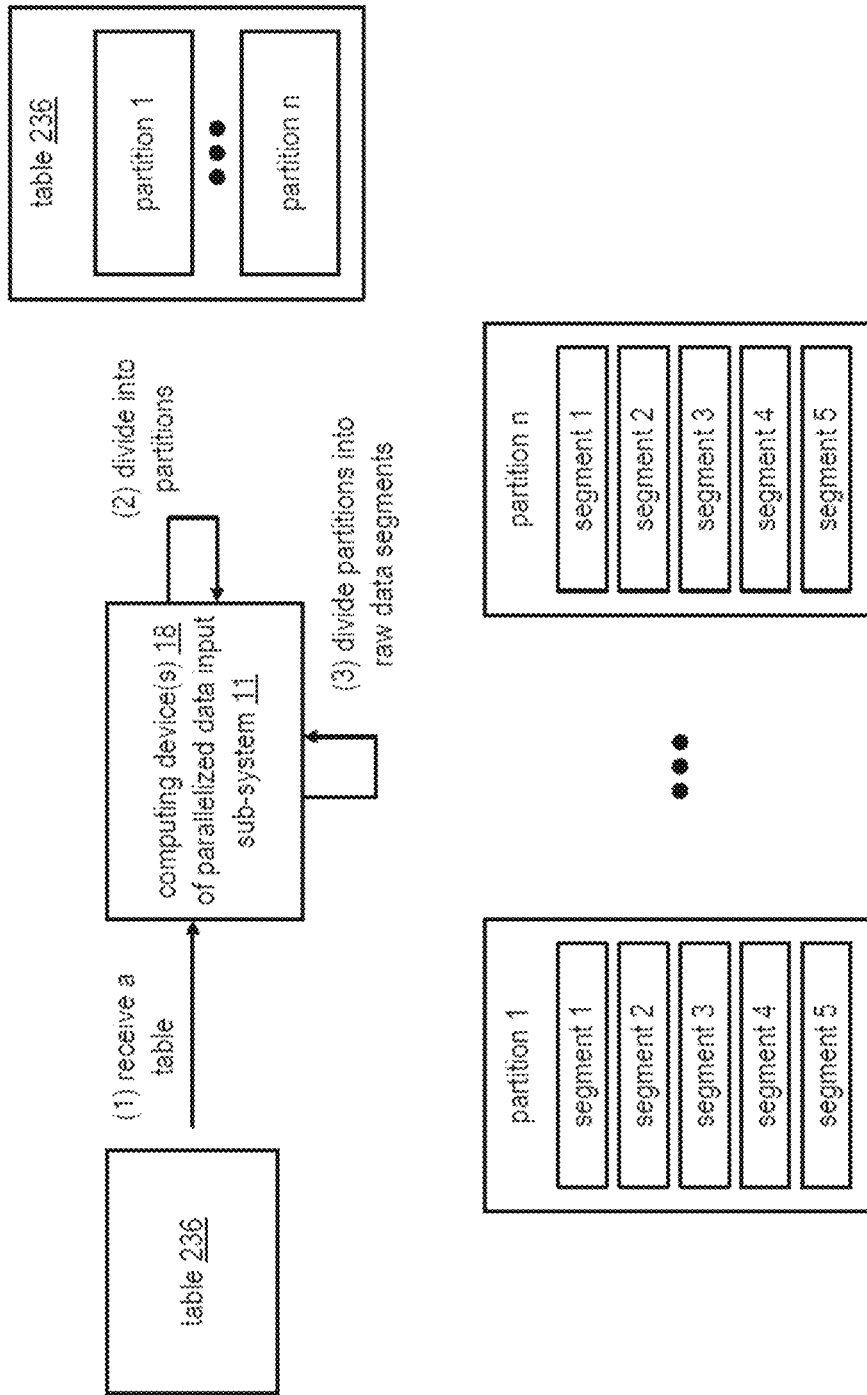 table 236
(1) receive a
table
computing device(s) 18
of parallelized data input
sub-system 11
(2) divide into
partitions
(3) divide partitions into
raw data segments
table 236
partition 1
partition n
partition 1
segment 1
segment 2
segment 3
segment 4
segment 5
partition n
segment 1
segment 2
segment 3
segment 4
segment 5